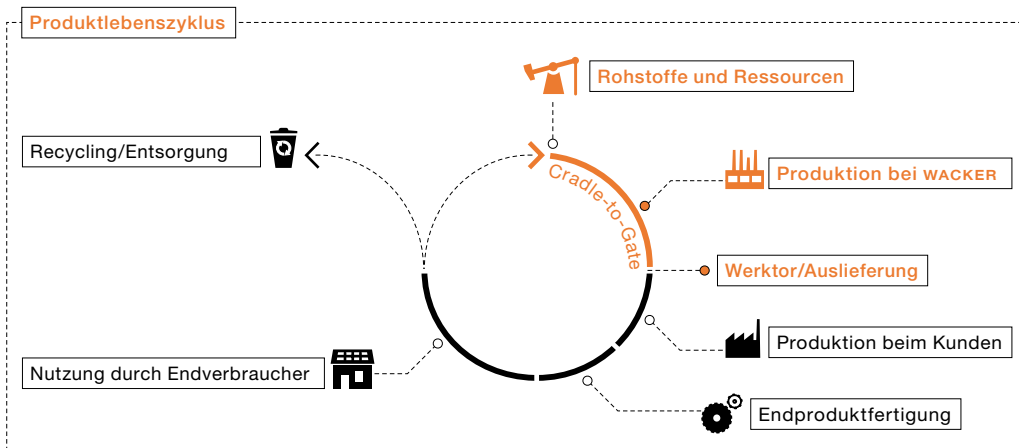 Produktlebenszyklus
Rohstoffe und Ressourcen
Recycling/Entsorgung
Cradle-to-Gate
Produktion bei WACKER
Werktor/Auslieferung
Produktion beim Kunden
Nutzung durch Endverbraucher
Endproduktfertigung